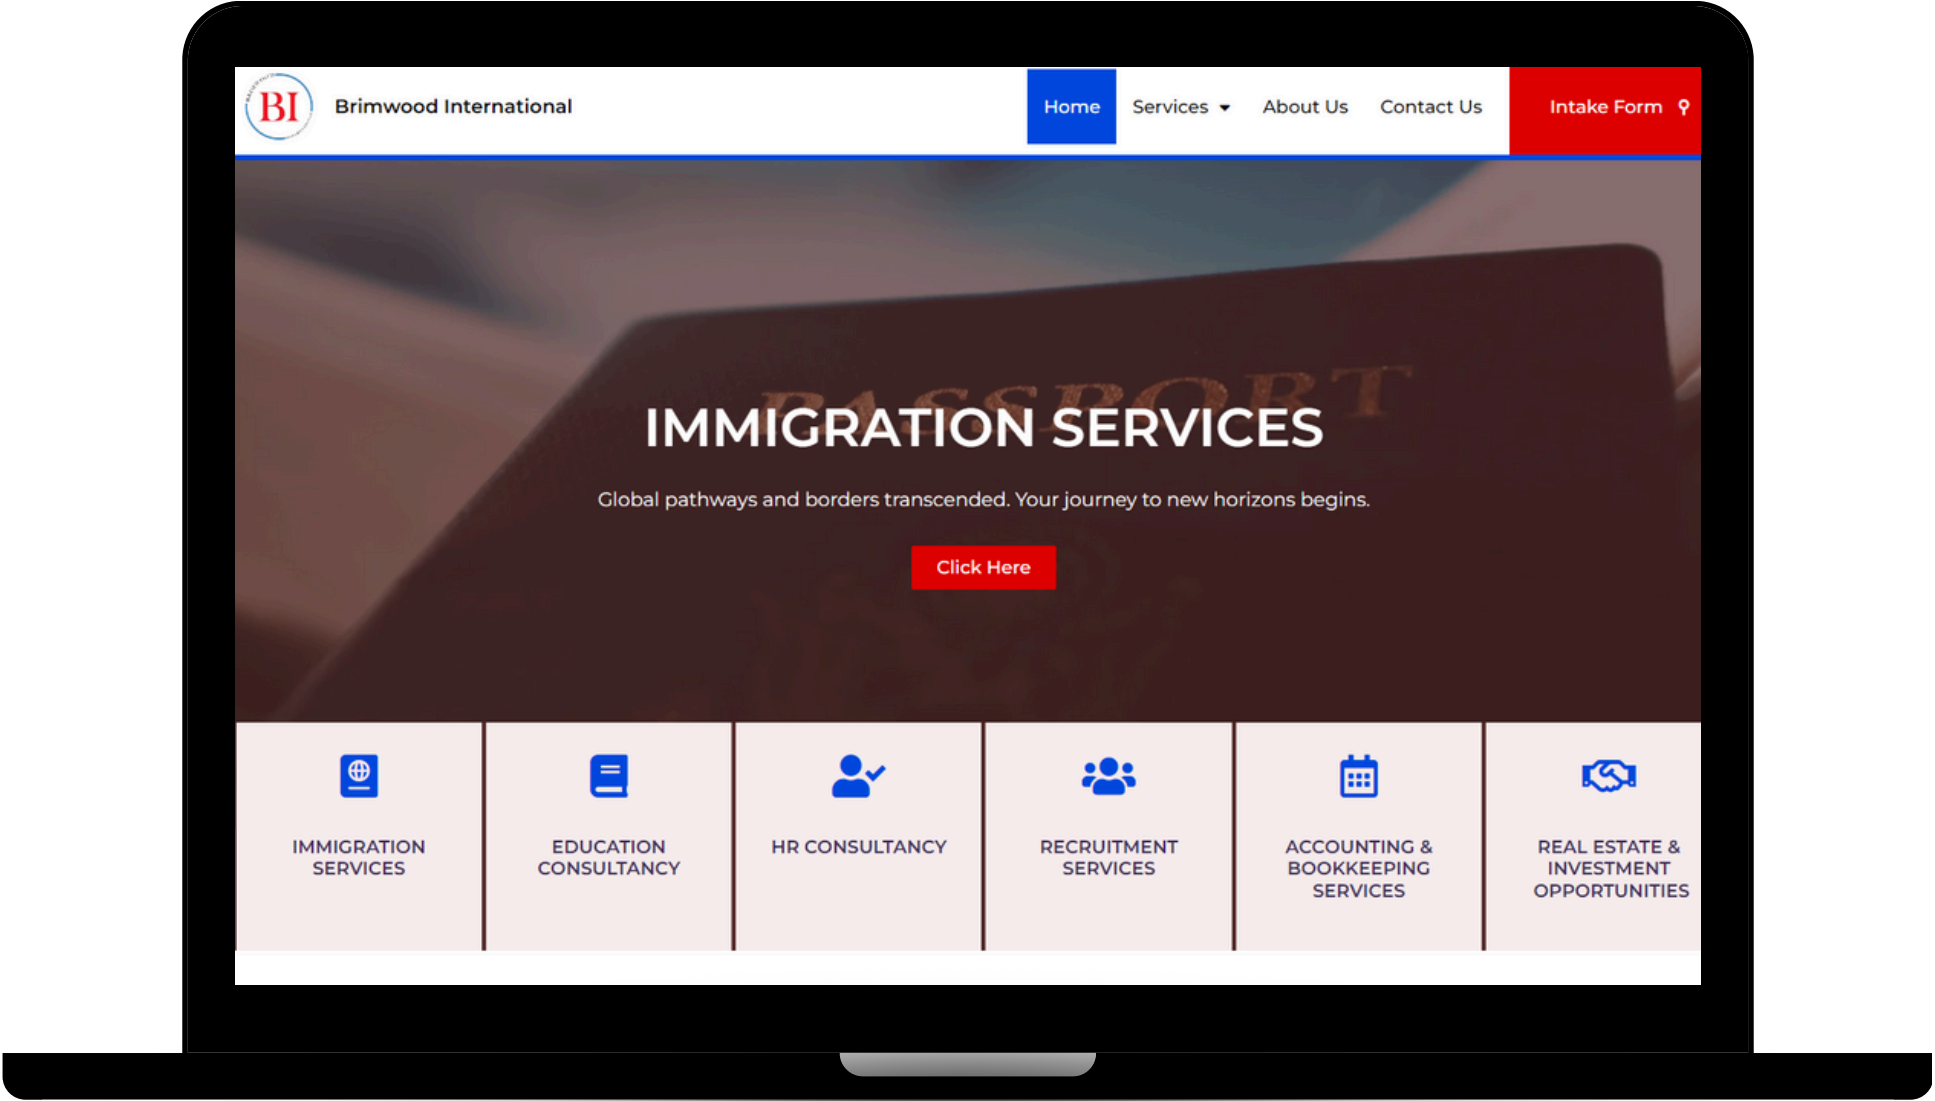 BI
Brimwood International
Home
Services
About Us
Contact Us
Intake Form
PASSPORT
IMMIGRATION SERVICES
Global pathways and borders transcended. Your journey to new horizons begins.
Click Here
IMMIGRATION
SERVICES
EDUCATION
CONSULTANCY
HR CONSULTANCY
RECRUITMENT
SERVICES
ACCOUNTING &
BOOKKEEPING
SERVICES
REAL ESTATE &
INVESTMENT
OPPORTUNITIES